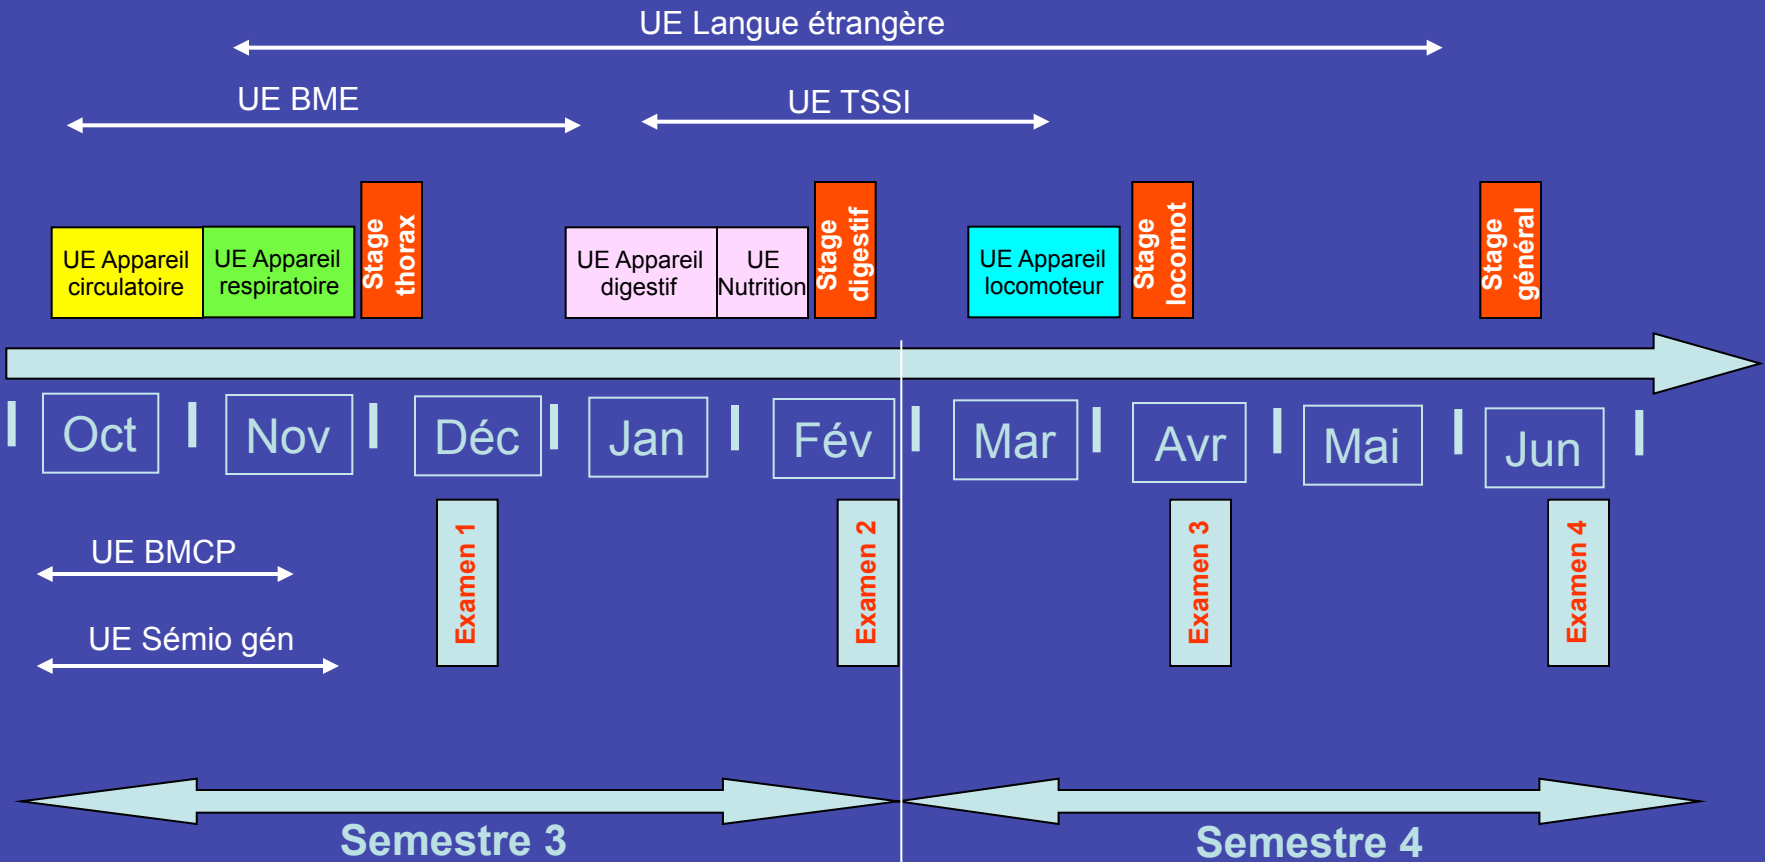 UE Langue étrangère
UE BME
UE TSSI
UE Appareil
circulatoire
UE Appareil
respiratoire
Stage
thorax
UE Appareil
digestif
UE
Nutrition
Stage
digestif
UE Appareil
locomoteur
Stage
locomot
Stage
général
Oct
Nov
Déc
Jan
Fév
Mar
Avr
Mai
Jun
UE BMCP
UE Sémio gén
Examen 1
Examen 2
Examen 3
Examen 4
Semestre 3
Semestre 4